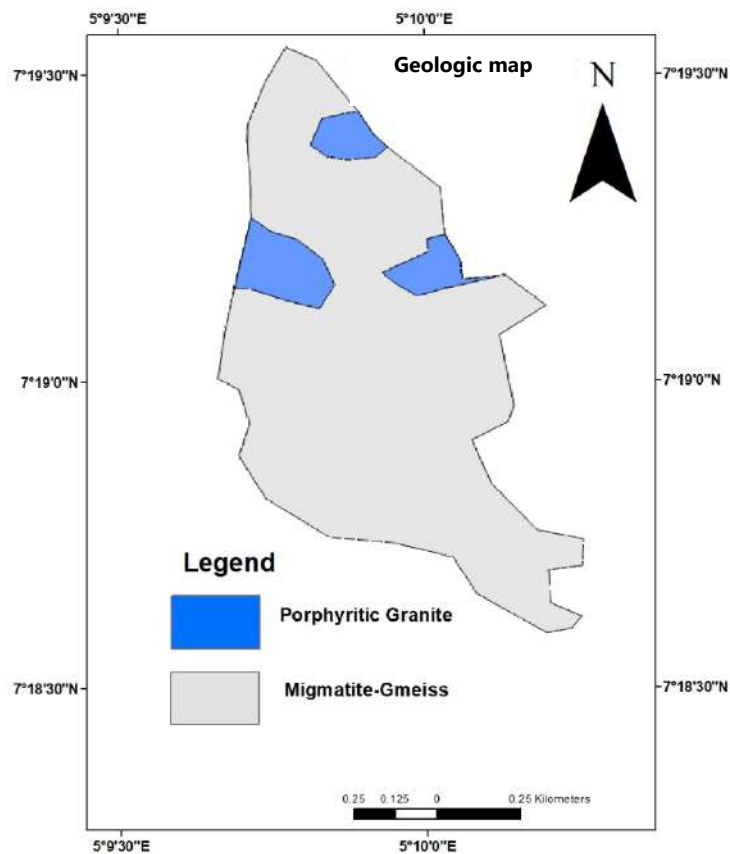 5°9'30"E
5°10'0"E
Geologic map
N
7°19'30"N
7°19'30"N
7°19'0"N
7°19'0"N
Legend
Porphyritic Granite
Migmatite-Gmeiss
7°18'30"N
7°18'30"N
0.25 0.125 0 0.25 Kilometers
5°9'30"E
5°10'0"E